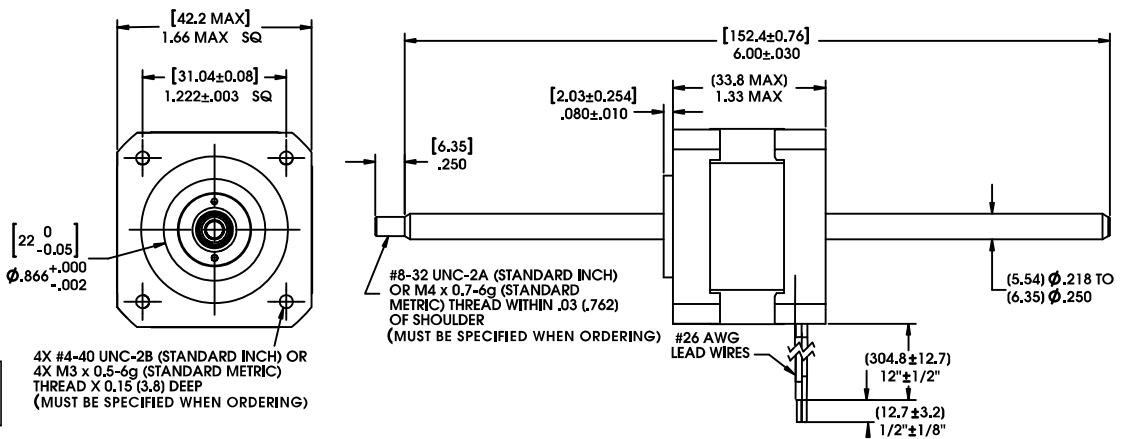 [42.2 MAX]
1.66 MAX SQ
[31.04±0.08]
1.222±.003 SQ
[22 0 -0.05]
Ø.866 +.000 -.002
4X #4-40 UNC-2B (STANDARD INCH) OR
4X M3 x 0.5-6g (STANDARD METRIC)
THREAD X 0.15 (3.8) DEEP
(MUST BE SPECIFIED WHEN ORDERING)
[152.4±0.76]
6.00±.030
(33.8 MAX)
1.33 MAX
[2.03±0.254]
.080±.010
[6.35]
.250
#8-32 UNC-2A (STANDARD INCH)
OR M4 x 0.7-6g (STANDARD
METRIC) THREAD WITHIN .03 (.762)
OF SHOULDER
(MUST BE SPECIFIED WHEN ORDERING)
#26 AWG
LEAD WIRES
(5.54) Ø.218 TO
(6.35) Ø.250
(304.8±12.7)
12"±1/2"
(12.7±3.2)
1/2"±1/8"